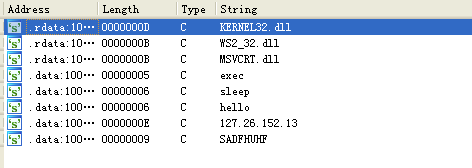 Address Length Type String
's' .rdata:10… 0000000D C KERNEL32.dll
's' .rdata:10… 0000000B C WS2_32.dll
's' .rdata:10… 0000000B C MSVCRT.dll
's' .data:100… 00000005 C exec
's' .data:100… 00000006 C sleep
's' .data:100… 00000006 C hello
's' .data:100… 0000000E C 127.26.152.13
's' .data:100… 00000009 C SADFHUHF